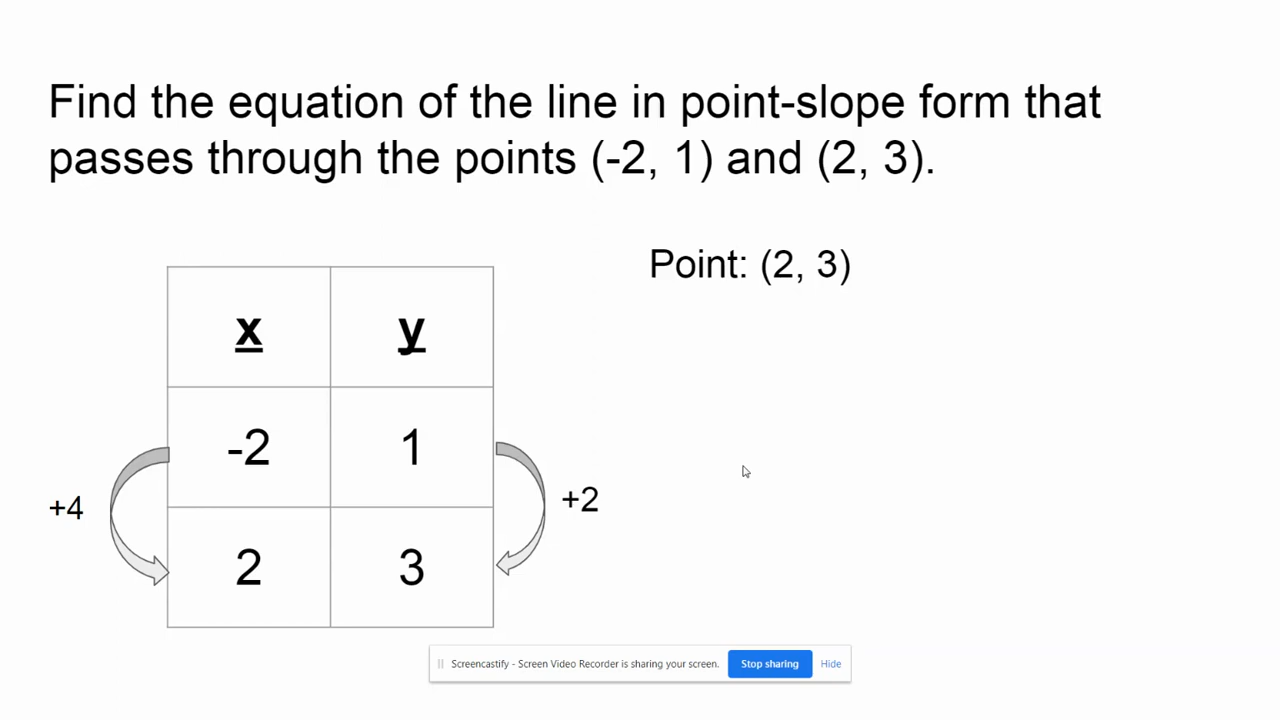 Find the equation of the line in point-slope form that
passes through the points (-2, 1) and (2, 3).
Point: (2, 3)
x y
-2 1
+4 +2
2 3
Screencastify - Screen Video Recorder is sharing your screen. Stop sharing Hide